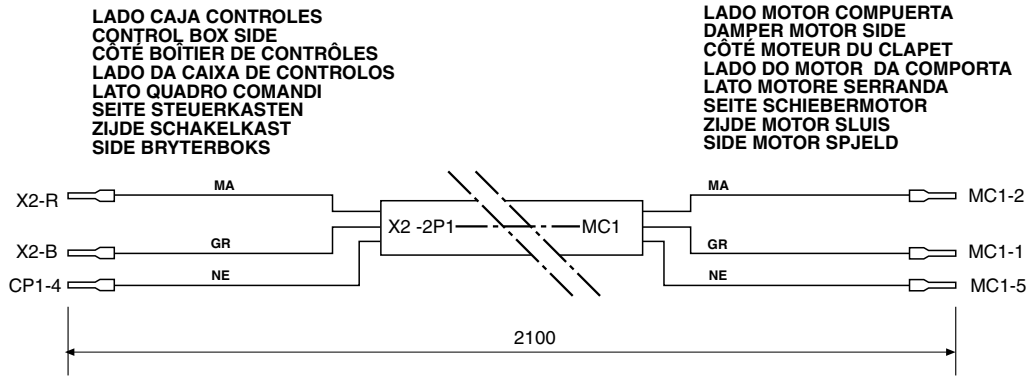 LADO CAJA CONTROLES
CONTROL BOX SIDE
CÔTÉ BOÎTIER DE CONTRÔLES
LADO DA CAIXA DE CONTROLOS
LATO QUADRO COMANDI
SEITE STEUERKASTEN
ZIJDE SCHAKELKAST
SIDE BRYTERBOKS
LADO MOTOR COMPUERTA
DAMPER MOTOR SIDE
CÔTÉ MOTEUR DU CLAPET
LADO DO MOTOR DA COMPORTA
LATO MOTORE SERRANDA
SEITE SCHIEBERMOTOR
ZIJDE MOTOR SLUIS
SIDE MOTOR SPJELD
X2-R MA MA MC1-2
X2 -2P1 MC1
X2-B GR GR MC1-1
CP1-4 NE NE MC1-5
2100